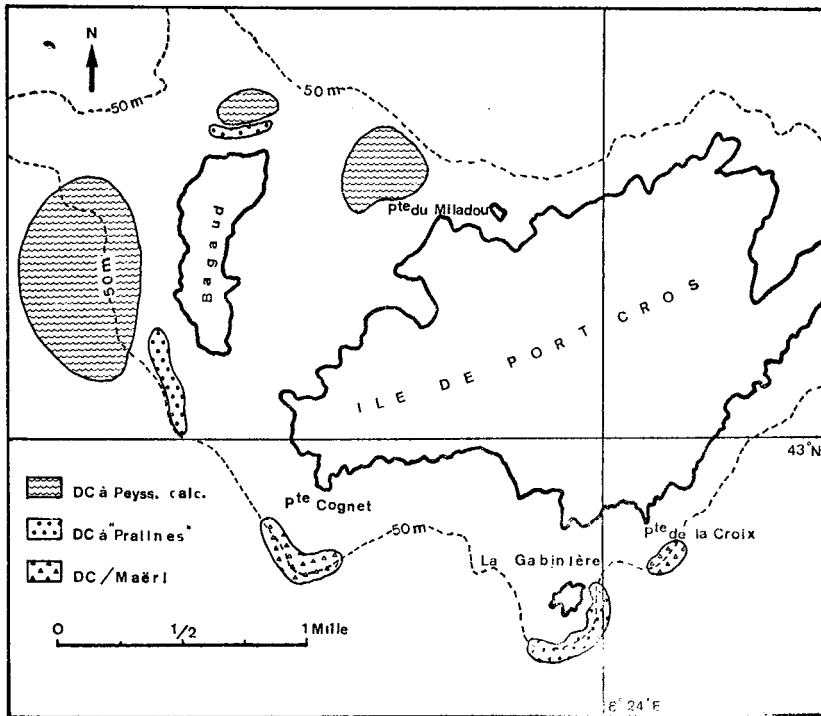 N
50m
50m
pte du Miladou
Bagaud
50m
ILE DE PORT CROS
43°N
DC à Peyss. calc.
pte Cognet
DC à "Pralines"
50m
pte de la Croix
La Gabinière
DC/Maërl
0 1/2 1 Mille
6° 24'E